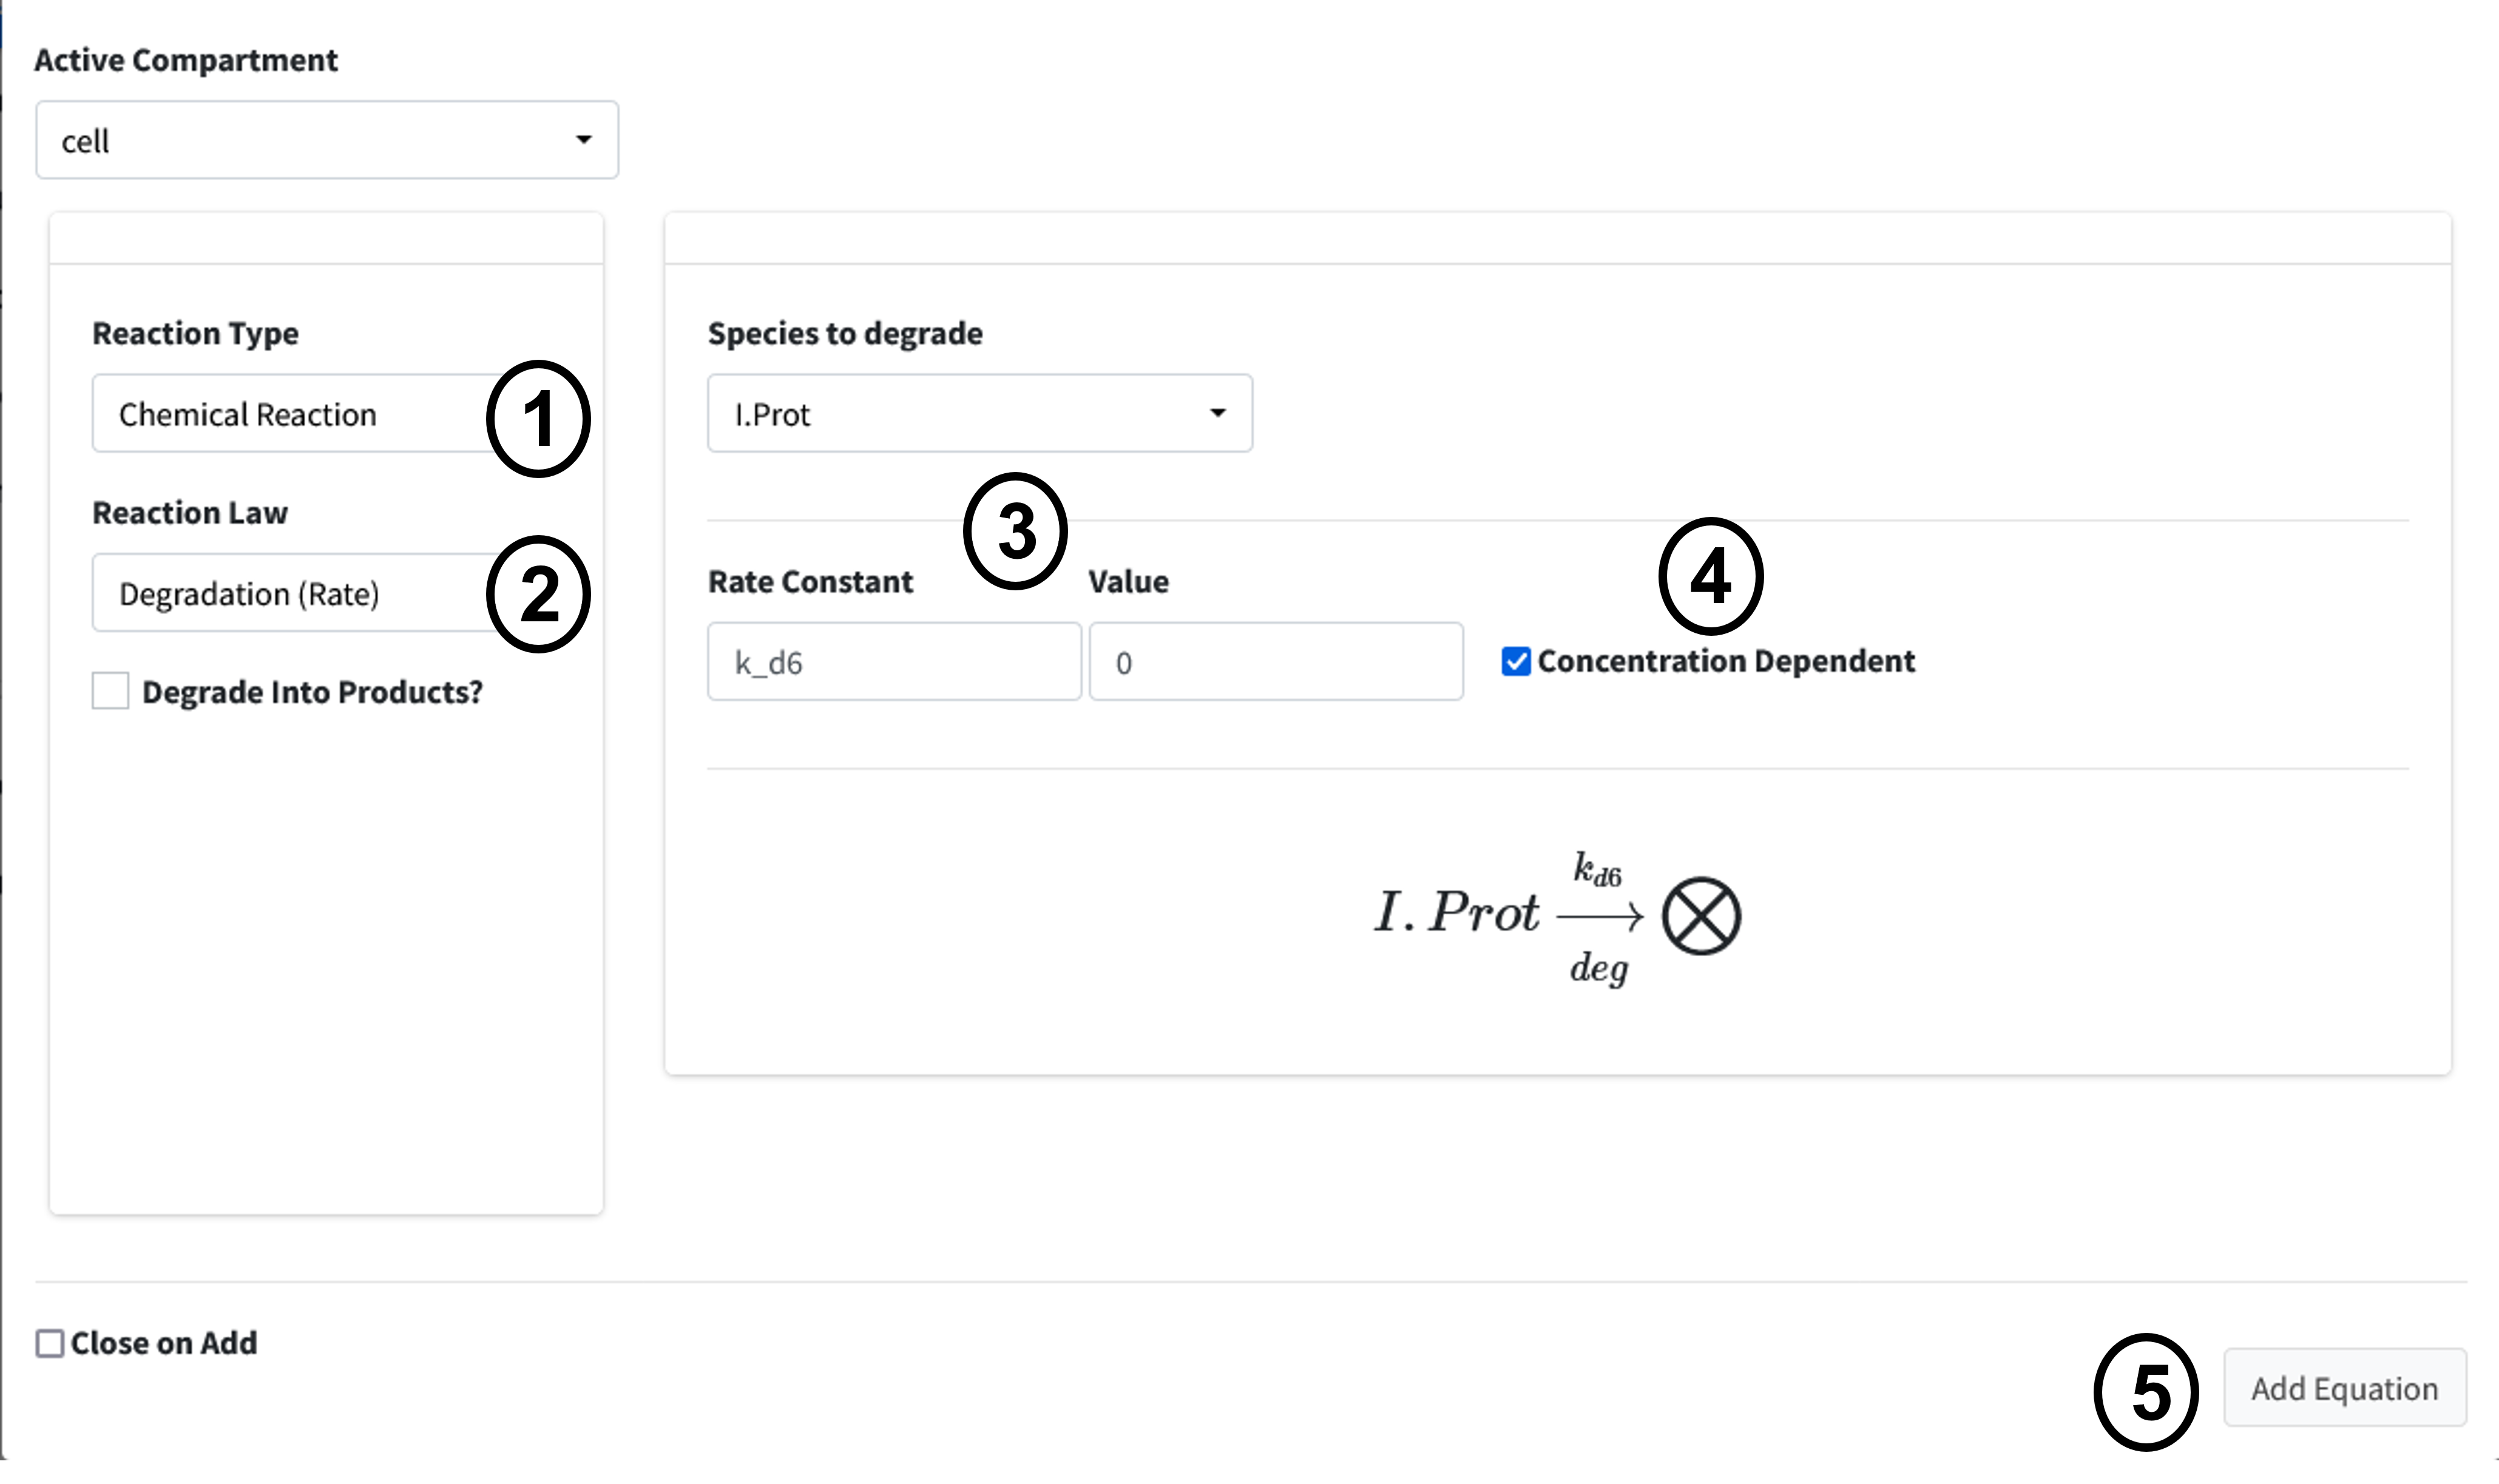 Active Compartment
cell
Reaction Type
Chemical Reaction
1
Reaction Law
Degradation (Rate)
2
Degrade Into Products?
Species to degrade
I.Prot
3
4
Rate Constant
Value
k_d6
0
Concentration Dependent
k_{d6}
I.Prot → ⊗
deg
Close on Add
5
Add Equation